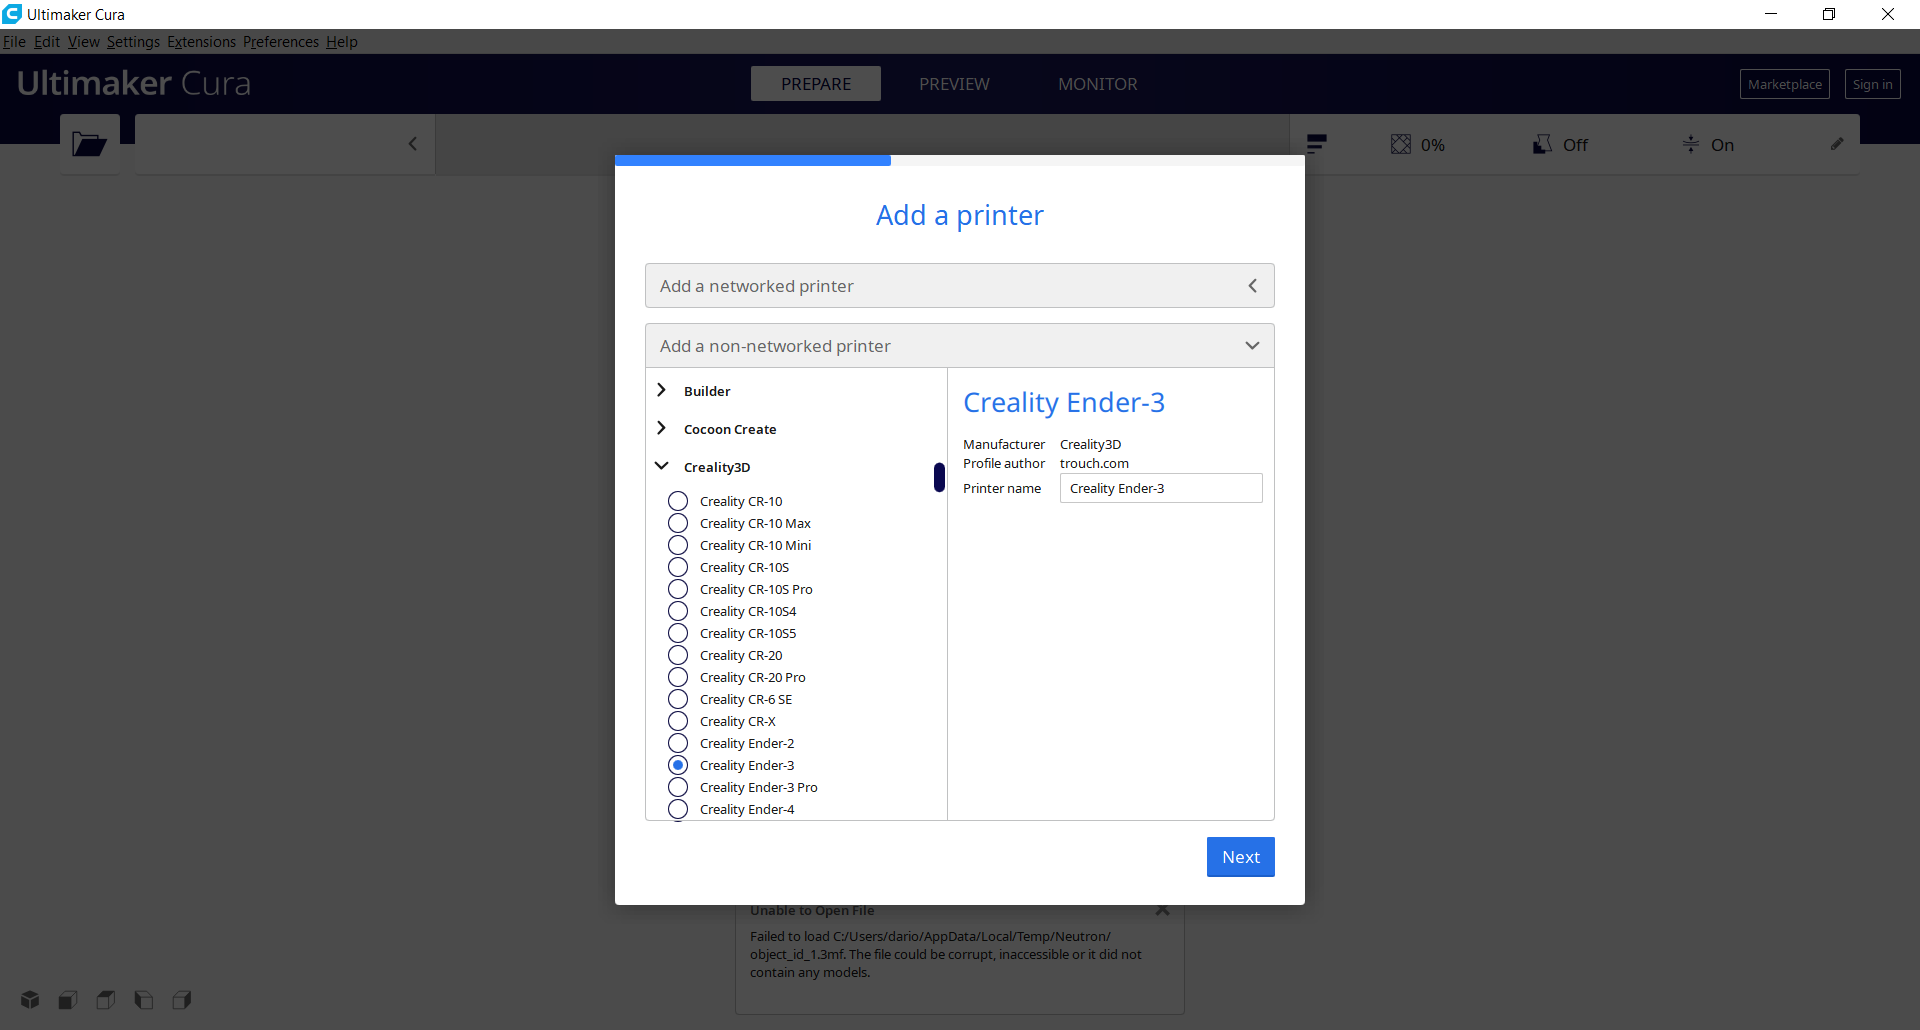 Ultimaker Cura
File Edit View Settings Extensions Preferences Help
Ultimaker Cura
PREPARE PREVIEW MONITOR
Marketplace Sign in
0% Off On
Add a printer
Add a networked printer
Add a non-networked printer
Builder
Cocoon Create
Creality3D
Creality CR-10
Creality CR-10 Max
Creality CR-10 Mini
Creality CR-10S
Creality CR-10S Pro
Creality CR-10S4
Creality CR-10S5
Creality CR-20
Creality CR-20 Pro
Creality CR-6 SE
Creality CR-X
Creality Ender-2
Creality Ender-3
Creality Ender-3 Pro
Creality Ender-4
Creality Ender-3
Manufacturer Creality3D
Profile author trouch.com
Printer name Creality Ender-3
Next
Unable to Open File
Failed to load C:/Users/dario/AppData/Local/Temp/Neutron/
object_id_1.3mf. The file could be corrupt, inaccessible or it did not
contain any models.